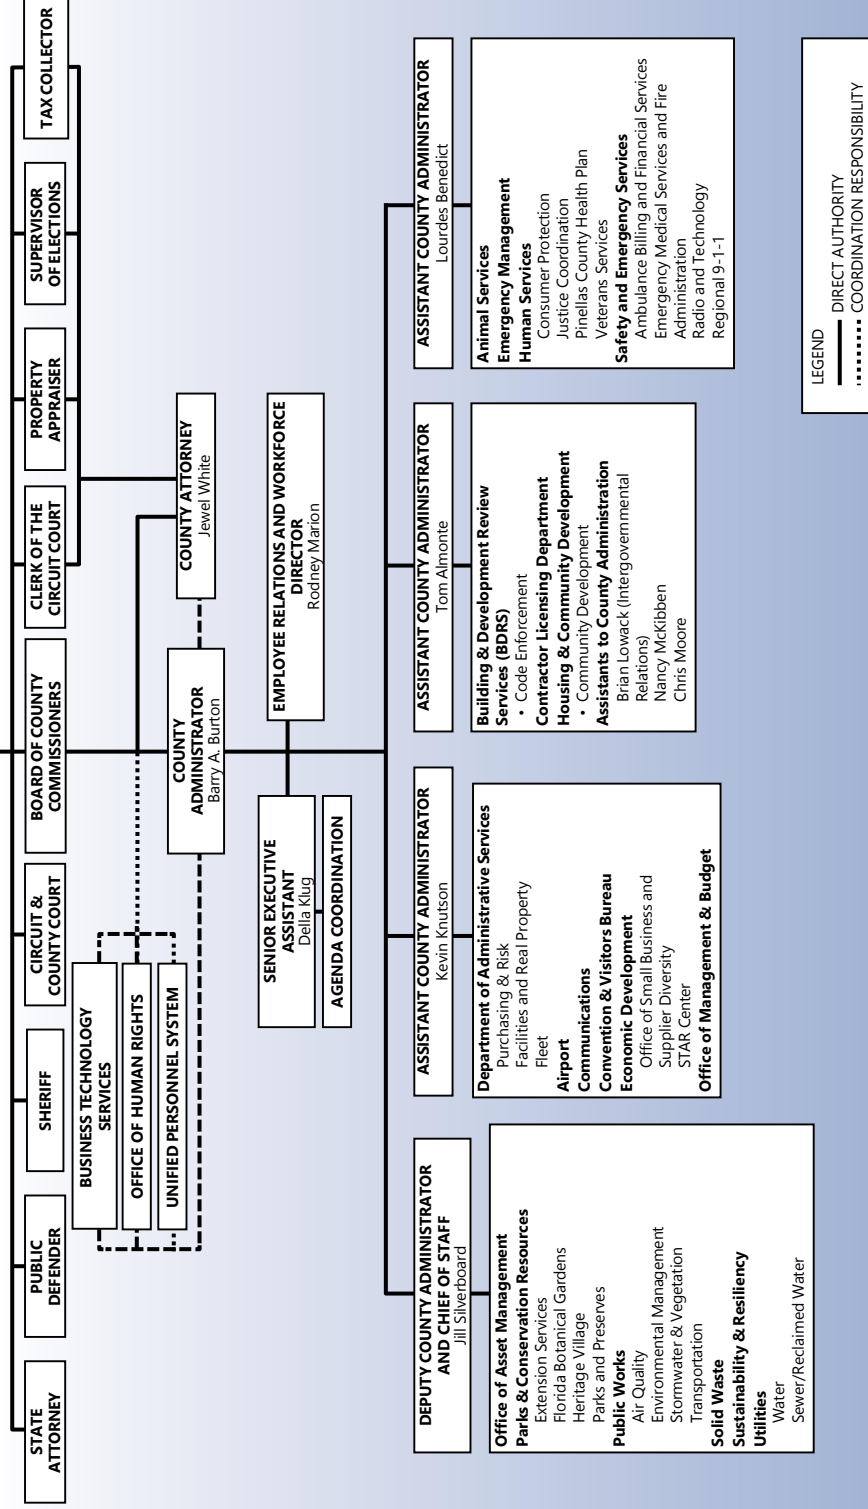 STATE
ATTORNEY
PUBLIC
DEFENDER
SHERIFF
CIRCUIT &
COUNTY COURT
BOARD OF COUNTY
COMMISSIONERS
CLERK OF THE
CIRCUIT COURT
PROPERTY
APPRAISER
SUPERVISOR
OF ELECTIONS
TAX COLLECTOR
BUSINESS TECHNOLOGY
SERVICES
OFFICE OF HUMAN RIGHTS
UNIFIED PERSONNEL SYSTEM
COUNTY
ADMINISTRATOR
Barry A. Burton
COUNTY ATTORNEY
Jewel White
SENIOR EXECUTIVE
ASSISTANT
Della Klug
AGENDA COORDINATION
EMPLOYEE RELATIONS AND WORKFORCE
DIRECTOR
Rodney Marion
DEPUTY COUNTY ADMINISTRATOR
AND CHIEF OF STAFF
Jill Silverboard
Office of Asset Management
Parks & Conservation Resources
Extension Services
Florida Botanical Gardens
Heritage Village
Parks and Preserves
Public Works
Air Quality
Environmental Management
Stormwater & Vegetation
Transportation
Solid Waste
Sustainability & Resiliency
Utilities
Water
Sewer/Reclaimed Water
ASSISTANT COUNTY ADMINISTRATOR
Kevin Knutson
Department of Administrative Services
Purchasing & Risk
Facilities and Real Property
Fleet
Airport
Communications
Convention & Visitors Bureau
Economic Development
Office of Small Business and
Supplier Diversity
STAR Center
Office of Management & Budget
ASSISTANT COUNTY ADMINISTRATOR
Tom Almonte
Building & Development Review
Services (BDRS)
• Code Enforcement
Contractor Licensing Department
Housing & Community Development
• Community Development
Assistants to County Administration
Brian Lowack (Intergovernmental
Relations)
Nancy McKibben
Chris Moore
ASSISTANT COUNTY ADMINISTRATOR
Lourdes Benedict
Animal Services
Emergency Management
Human Services
Consumer Protection
Justice Coordination
Pinellas County Health Plan
Veterans Services
Safety and Emergency Services
Ambulance Billing and Financial Services
Emergency Medical Services and Fire
Administration
Radio and Technology
Regional 9-1-1
LEGEND
DIRECT AUTHORITY
COORDINATION RESPONSIBILITY